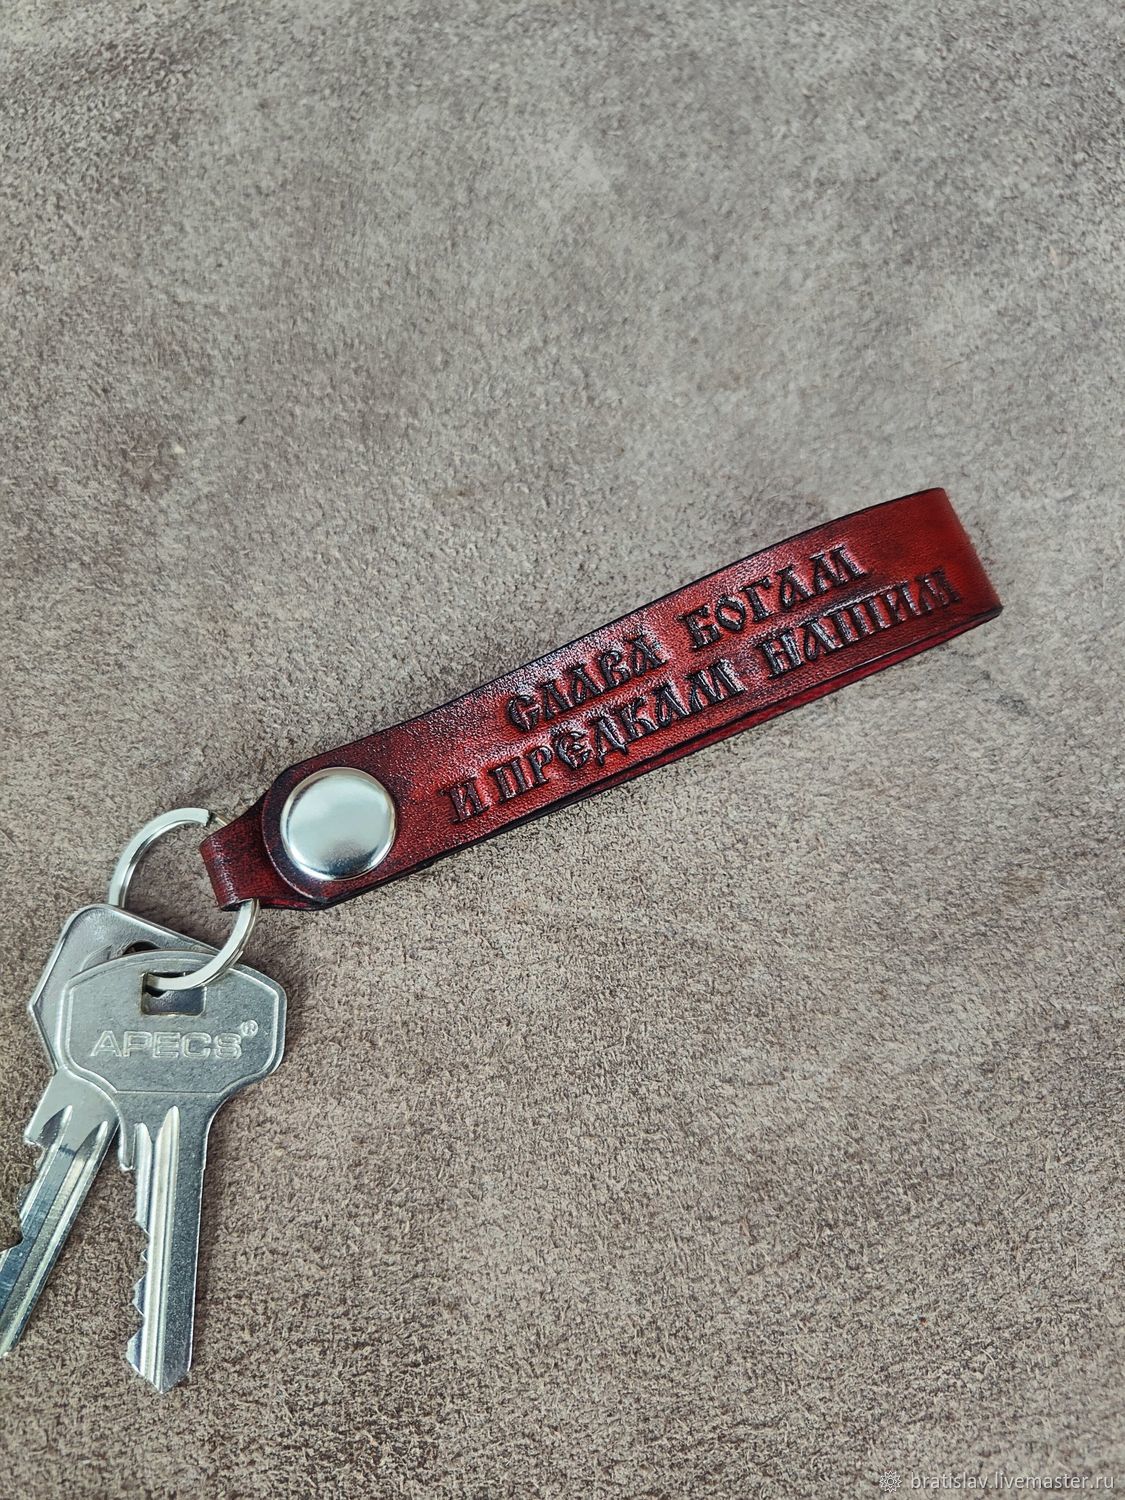 СЛАВА БОГАМ
И ПРЕДКАМ НАШИМ
APECS®
bratislav.livemaster.ru